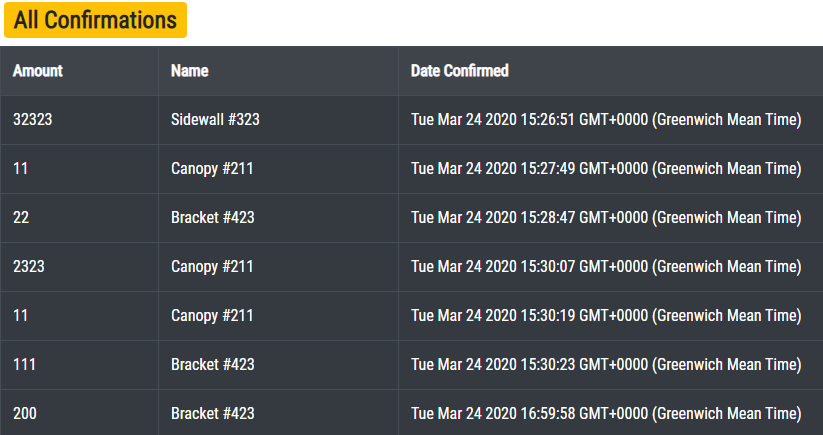 All Confirmations
Amount Name Date Confirmed
32323 Sidewall #323 Tue Mar 24 2020 15:26:51 GMT+0000 (Greenwich Mean Time)
11 Canopy #211 Tue Mar 24 2020 15:27:49 GMT+0000 (Greenwich Mean Time)
22 Bracket #423 Tue Mar 24 2020 15:28:47 GMT+0000 (Greenwich Mean Time)
2323 Canopy #211 Tue Mar 24 2020 15:30:07 GMT+0000 (Greenwich Mean Time)
11 Canopy #211 Tue Mar 24 2020 15:30:19 GMT+0000 (Greenwich Mean Time)
111 Bracket #423 Tue Mar 24 2020 15:30:23 GMT+0000 (Greenwich Mean Time)
200 Bracket #423 Tue Mar 24 2020 16:59:58 GMT+0000 (Greenwich Mean Time)